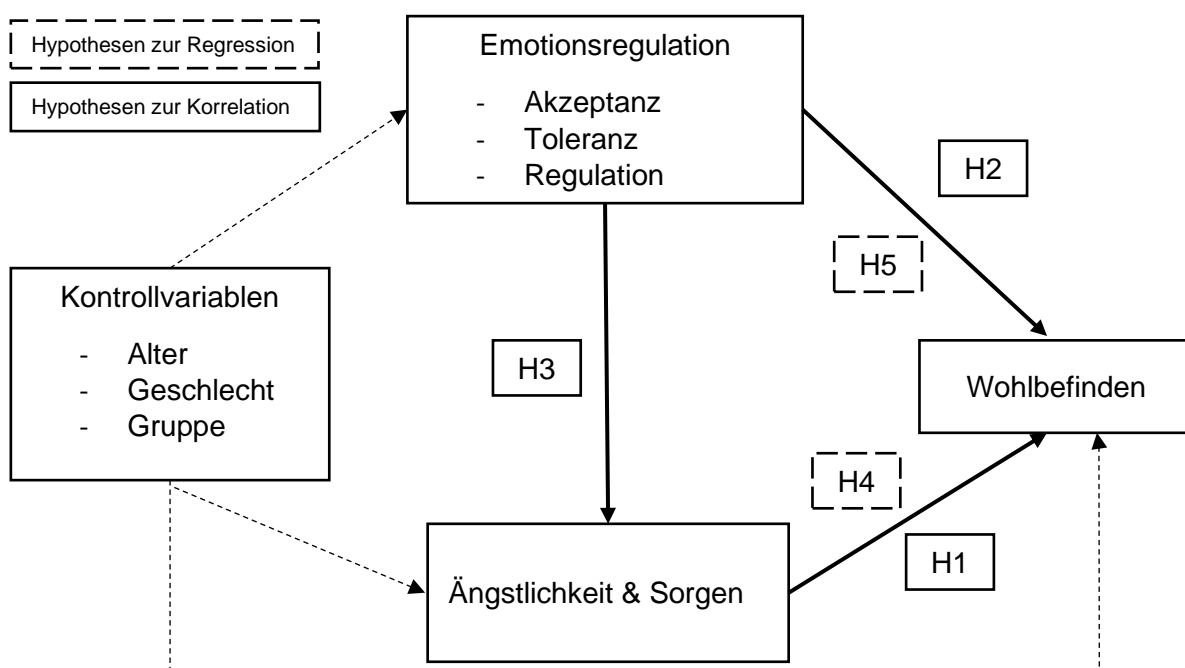 Hypothesen zur Regression
Hypothesen zur Korrelation
Emotionsregulation
- Akzeptanz
- Toleranz
- Regulation
H2
H5
Kontrollvariablen
- Alter
- Geschlecht
- Gruppe
H3
Wohlbefinden
H4
H1
Ängstlichkeit & Sorgen